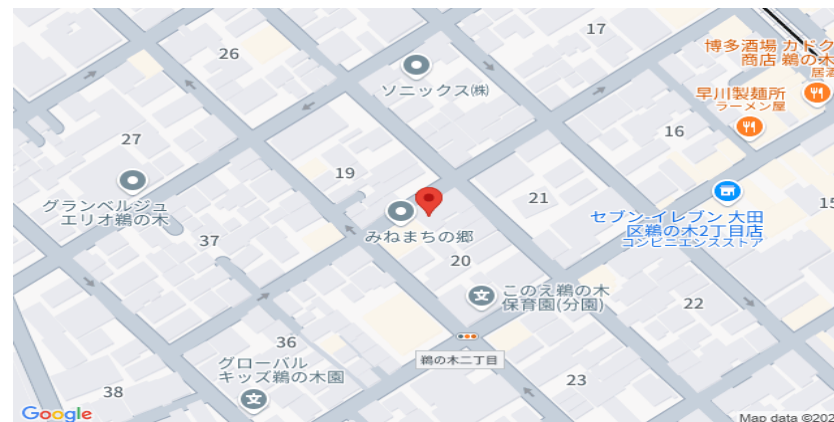 17
26
博多酒場 カドク
商店 鵜の木
居酒
ソニックス㈱
早川製麺所
ラーメン屋
16
27
19
21
15
グランベルジュ
エリオ鵜の木
セブン-イレブン 大田
区鵜の木2丁目店
コンビニエンスストア
みねまちの郷
37
20
このえ鵜の木
保育園(分園)
22
36
鵜の木二丁目
グローバル
キッズ鵜の木園
23
38
Google
Map data ©202